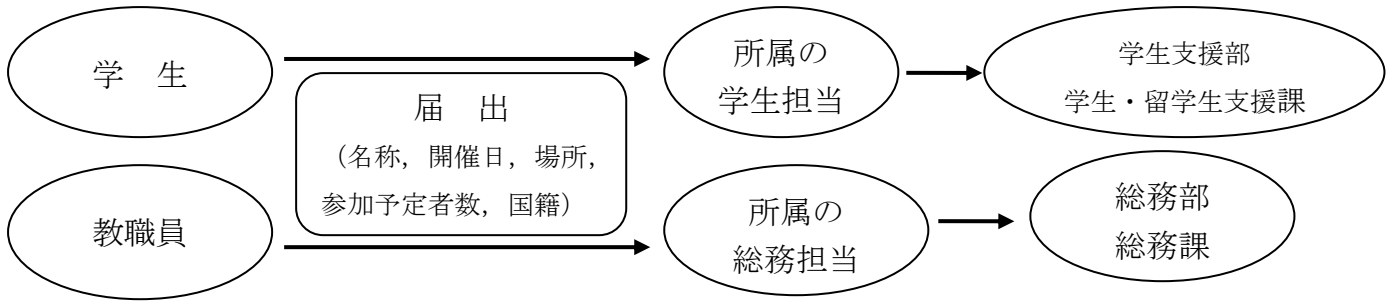 学　生
所属の
学生担当
学生支援部
学生・留学生支援課
届　出
（名称，開催日，場所，
参加予定者数，国籍）
教職員
所属の
総務担当
総務部
総務課